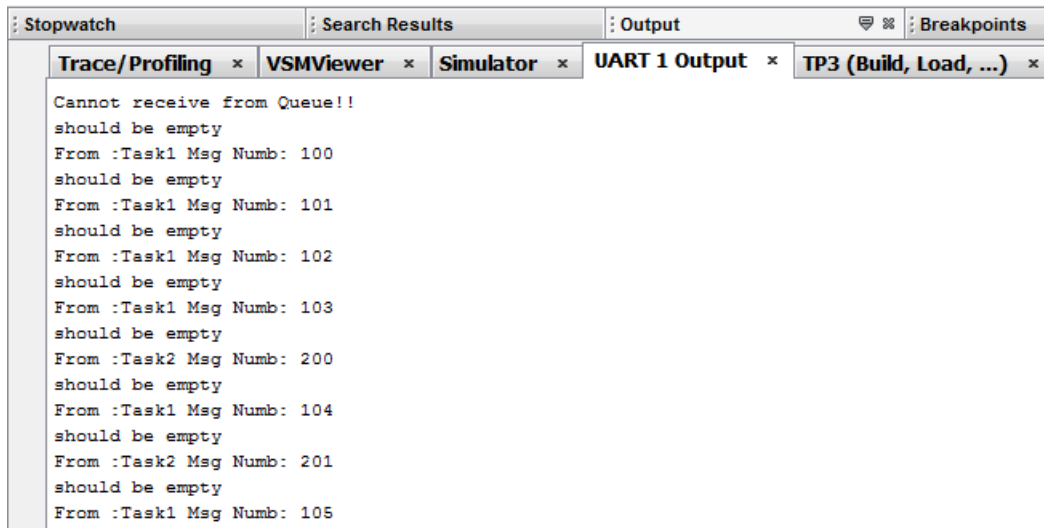 Stopwatch Search Results Output Breakpoints
Trace/Profiling × VSMViewer × Simulator × UART 1 Output × TP3 (Build, Load, ...) ×
Cannot receive from Queue!!
should be empty
From :Task1 Msg Numb: 100
should be empty
From :Task1 Msg Numb: 101
should be empty
From :Task1 Msg Numb: 102
should be empty
From :Task1 Msg Numb: 103
should be empty
From :Task2 Msg Numb: 200
should be empty
From :Task1 Msg Numb: 104
should be empty
From :Task2 Msg Numb: 201
should be empty
From :Task1 Msg Numb: 105